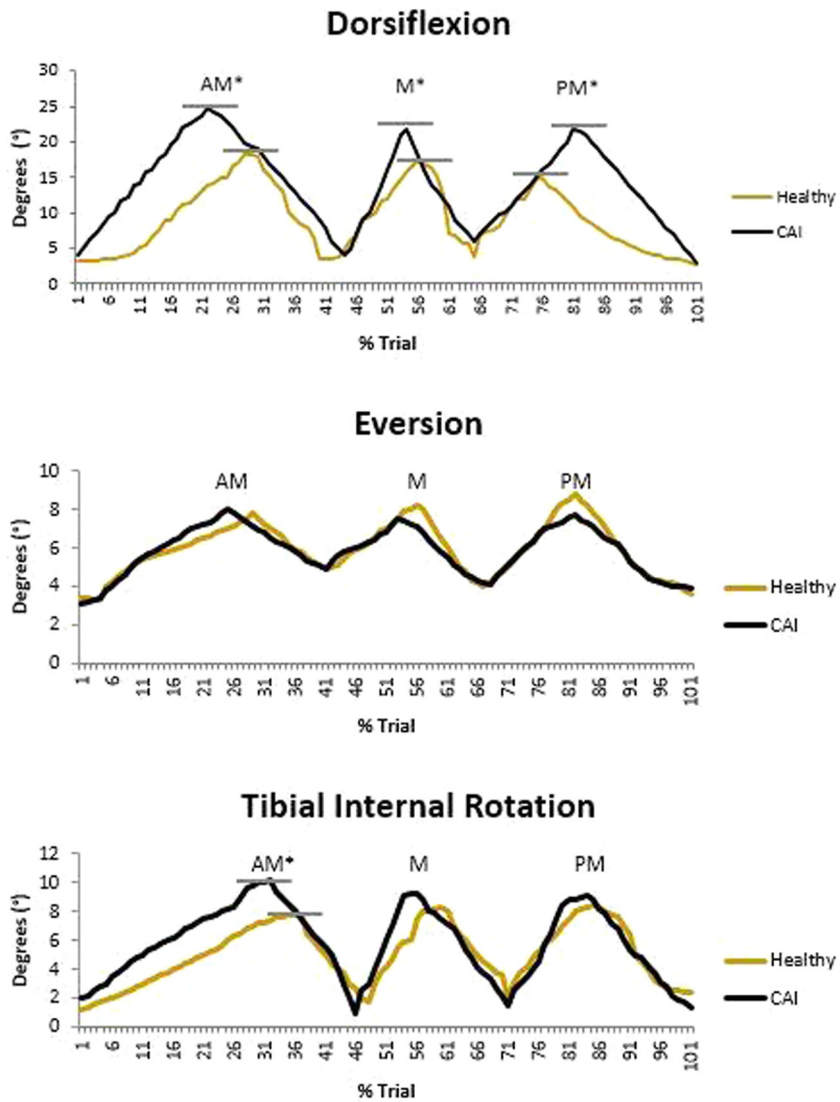 Dorsiflexion
AM* M* PM*
30
25
20
15
10
5
0
Degrees (°)
1 6 11 16 21 26 31 36 41 46 51 56 61 66 71 76 81 86 91 96 101
% Trial
Healthy
CAI
Eversion
AM M PM
10
8
6
4
2
0
Degrees (°)
1 6 11 16 21 26 31 36 41 46 51 56 61 66 71 76 81 86 91 96 101
% Trial
Healthy
CAI
Tibial Internal Rotation
AM* M PM
12
10
8
6
4
2
0
Degrees (°)
1 6 11 16 21 26 31 36 41 46 51 56 61 66 71 76 81 86 91 96 101
% Trial
Healthy
CAI